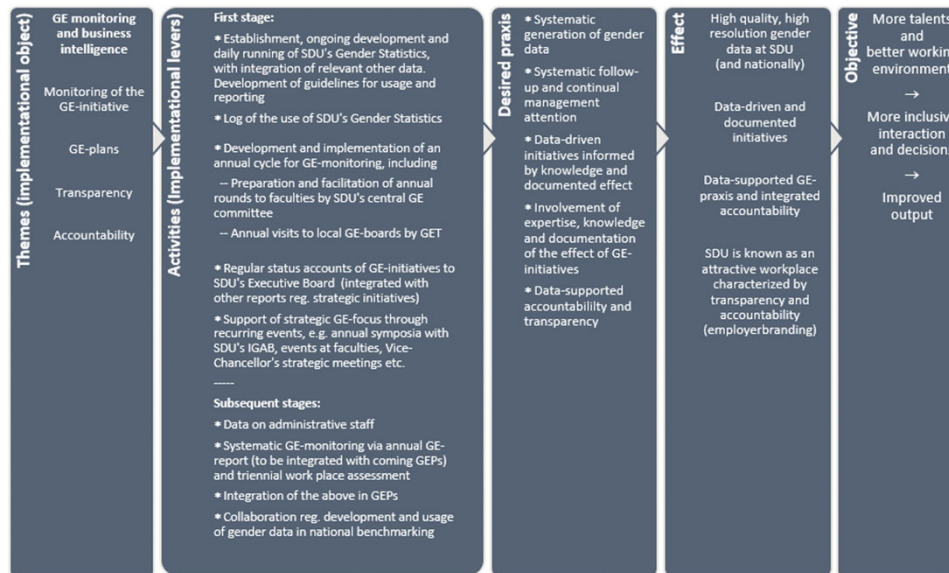 Themes (implementational object)
GE monitoring
and business
intelligence
Monitoring of the
GE-initiative
GE-plans
Transparency
Accountability
Activities (Implementational levers)
First stage:
* Establishment, ongoing development and
daily running of SDU's Gender Statistics,
with integration of relevant other data.
Development of guidelines for usage and
reporting
* Log of the use of SDU's Gender Statistics
* Development and implementation of an
annual cycle for GE-monitoring, including
-- Preparation and facilitation of annual
rounds to faculties by SDU's central GE
committee
-- Annual visits to local GE-boards by GET
* Regular status accounts of GE-initiatives to
SDU's Executive Board (integrated with
other reports reg. strategic initiatives)
* Support of strategic GE-focus through
recurring events, e.g. annual symposia with
SDU's IGAB, events at faculties, Vice-
Chancellor's strategic meetings etc.
-----
Subsequent stages:
* Data on administrative staff
* Systematic GE-monitoring via annual GE-
report (to be integrated with coming GEPs)
and triennial work place assessment
* Integration of the above in GEPs
* Collaboration reg. development and usage
of gender data in national benchmarking
Desired praxis
* Systematic
generation of gender
data
* Systematic follow-
up and continual
management
attention
* Data-driven
initiatives informed
by knowledge and
documented effect
* Involvement of
expertise, knowledge
and documentation
of the effect of GE-
initiatives
* Data-supported
accountablilty and
transparency
Effect
High quality, high
resolution gender
data at SDU
(and nationally)
Data-driven and
documented
initiatives
Data-supported GE-
praxis and integrated
accountability
SDU is known as an
attractive workplace
characterized by
transparency and
accountability
(employerbranding)
Objective
More talents
and
better working
environment
→
More inclusive
interaction
and decisions
→
Improved
output